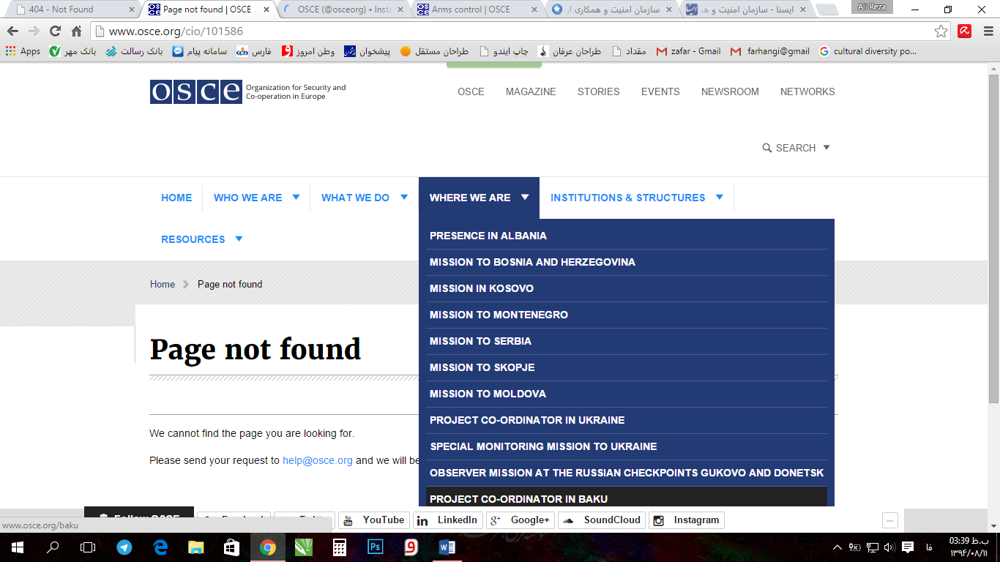 404 - Not Found
Page not found | OSCE
OSCE (@osceorg) • Inst
Arms control | OSCE
سازمان امنیت و همکاری از
ایسنا - سازمان امنیت و هم
Ali Reza
www.osce.org/cio/101586
Apps
بانک مهر
بانک رسالت
سامانه پیام
فارس
وطن امروز
پیشخوان
طراحان مستقل
چاپ ایندو
طراحان عرفان
مقداد
zafar - Gmail
farhangi@gmail
cultural diversity po...
osce Organization for Security and
Co-operation in Europe
OSCE MAGAZINE STORIES EVENTS NEWSROOM NETWORKS
SEARCH
HOME WHO WE ARE WHAT WE DO WHERE WE ARE INSTITUTIONS & STRUCTURES
RESOURCES
PRESENCE IN ALBANIA
MISSION TO BOSNIA AND HERZEGOVINA
MISSION IN KOSOVO
MISSION TO MONTENEGRO
MISSION TO SERBIA
MISSION TO SKOPJE
MISSION TO MOLDOVA
PROJECT CO-ORDINATOR IN UKRAINE
SPECIAL MONITORING MISSION TO UKRAINE
OBSERVER MISSION AT THE RUSSIAN CHECKPOINTS GUKOVO AND DONETSK
PROJECT CO-ORDINATOR IN BAKU
Home Page not found
Page not found
We cannot find the page you are looking for.
Please send your request to help@osce.org and we will be
YouTube LinkedIn Google+ SoundCloud Instagram
www.osce.org/baku
فا
03:39 ب.ظ
۱۳۹۴/۰۸/۱۱